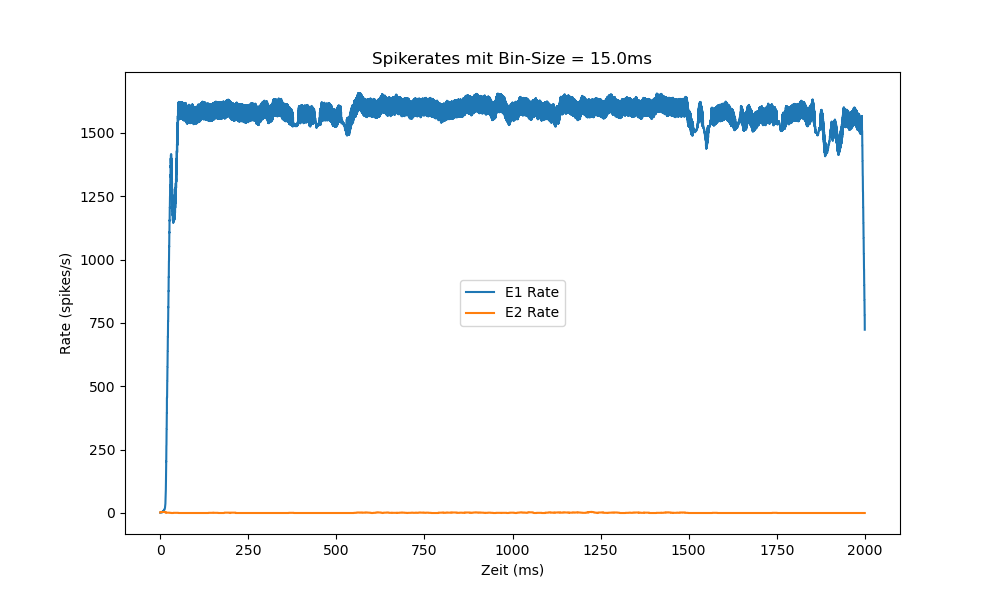 Spikerates mit Bin-Size = 15.0ms
Rate (spikes/s)
1500
1250
1000
750
500
250
0
E1 Rate
E2 Rate
0 250 500 750 1000 1250 1500 1750 2000
Zeit (ms)